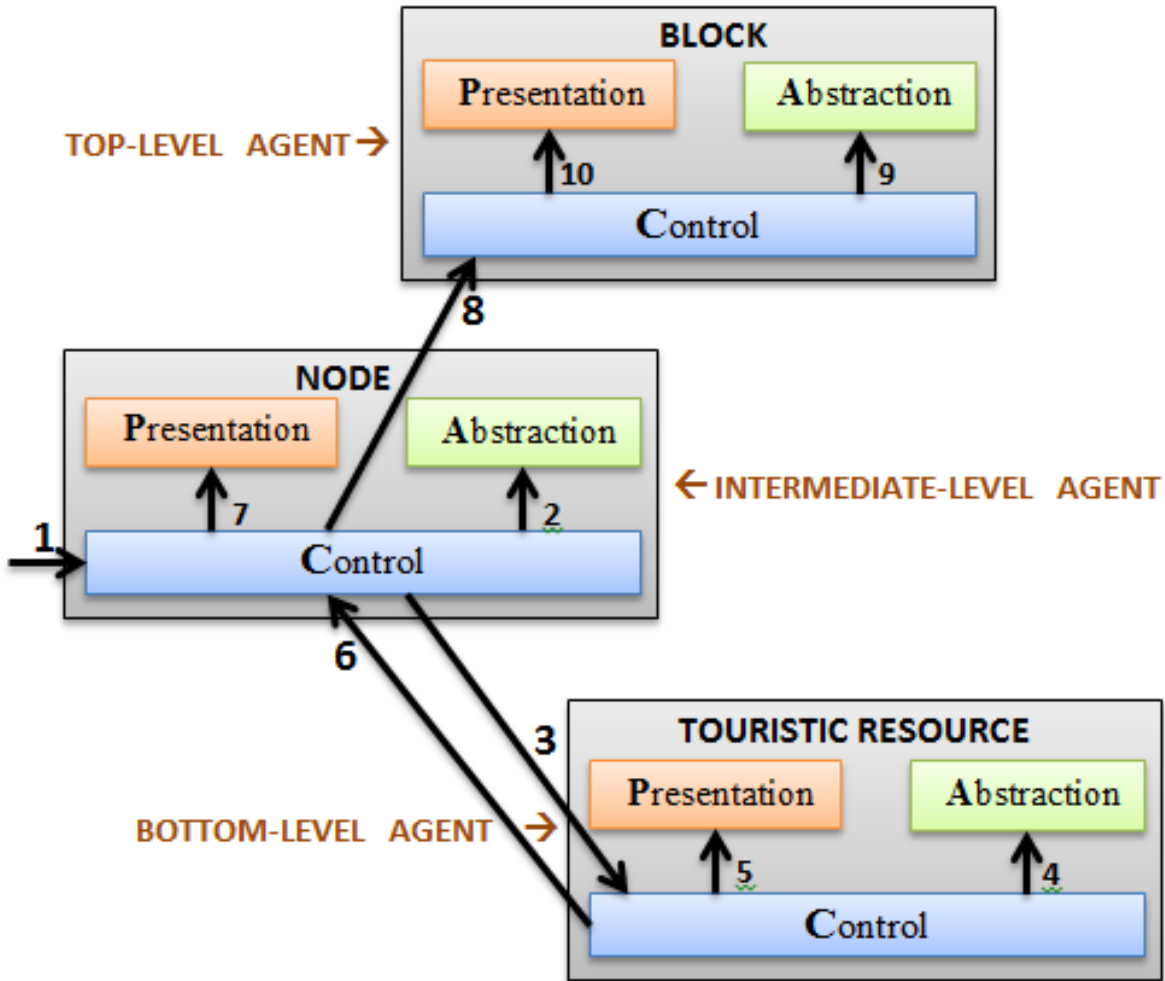 BLOCK
Presentation
Abstraction
TOP-LEVEL AGENT →
10
9
Control
8
NODE
Presentation
Abstraction
← INTERMEDIATE-LEVEL AGENT
7
2
1
Control
6
3
TOURISTIC RESOURCE
Presentation
Abstraction
BOTTOM-LEVEL AGENT →
5
4
Control